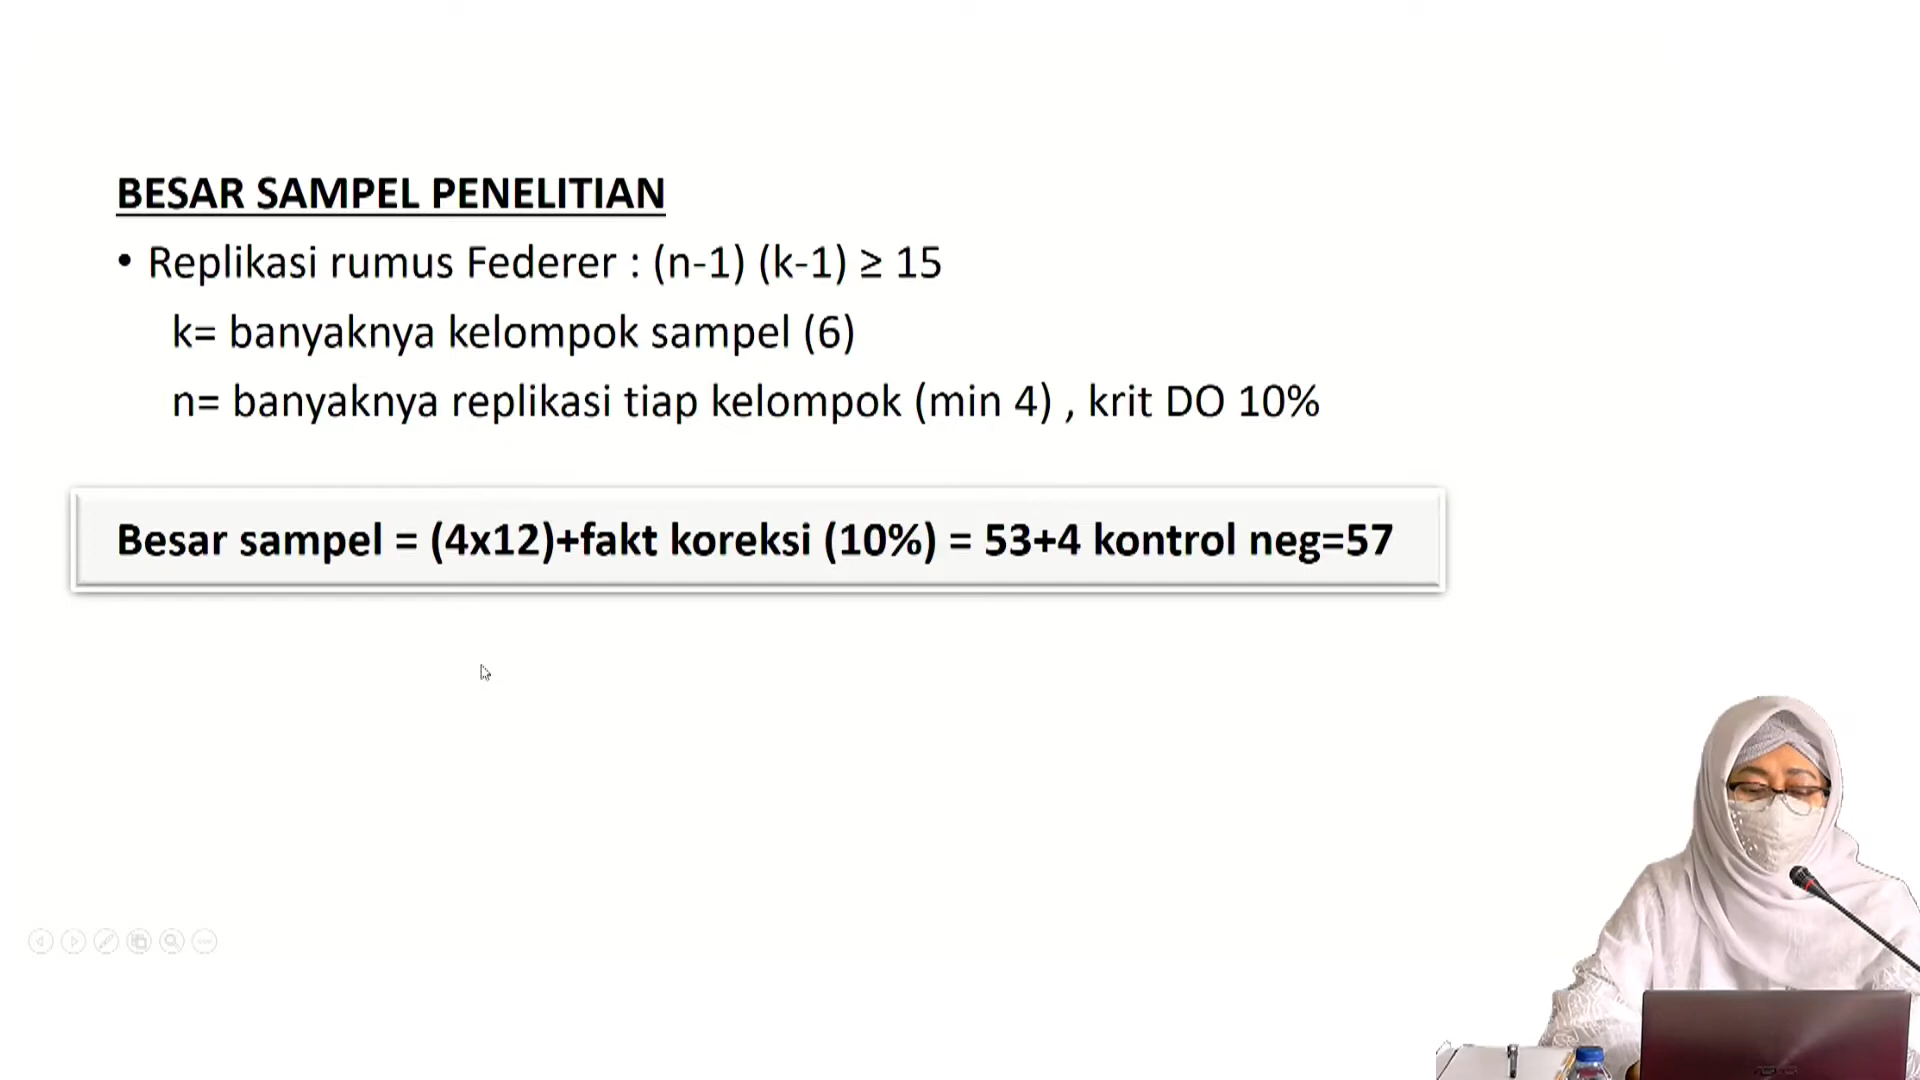 BESAR SAMPEL PENELITIAN
• Replikasi rumus Federer : (n-1) (k-1) ≥ 15
k= banyaknya kelompok sampel (6)
n= banyaknya replikasi tiap kelompok (min 4) , krit DO 10%
Besar sampel = (4x12)+fakt koreksi (10%) = 53+4 kontrol neg=57